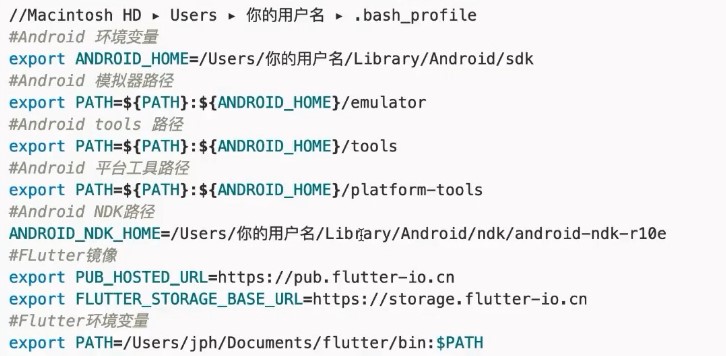 //Macintosh HD ▸ Users ▸ 你的用户名 ▸ .bash_profile
#Android 环境变量
export ANDROID_HOME=/Users/你的用户名/Library/Android/sdk
#Android 模拟器路径
export PATH=${PATH}:${ANDROID_HOME}/emulator
#Android tools 路径
export PATH=${PATH}:${ANDROID_HOME}/tools
#Android 平台工具路径
export PATH=${PATH}:${ANDROID_HOME}/platform-tools
#Android NDK路径
ANDROID_NDK_HOME=/Users/你的用户名/Library/Android/ndk/android-ndk-r10e
#FLutter镜像
export PUB_HOSTED_URL=https://pub.flutter-io.cn
export FLUTTER_STORAGE_BASE_URL=https://storage.flutter-io.cn
#Flutter环境变量
export PATH=/Users/jph/Documents/flutter/bin:$PATH